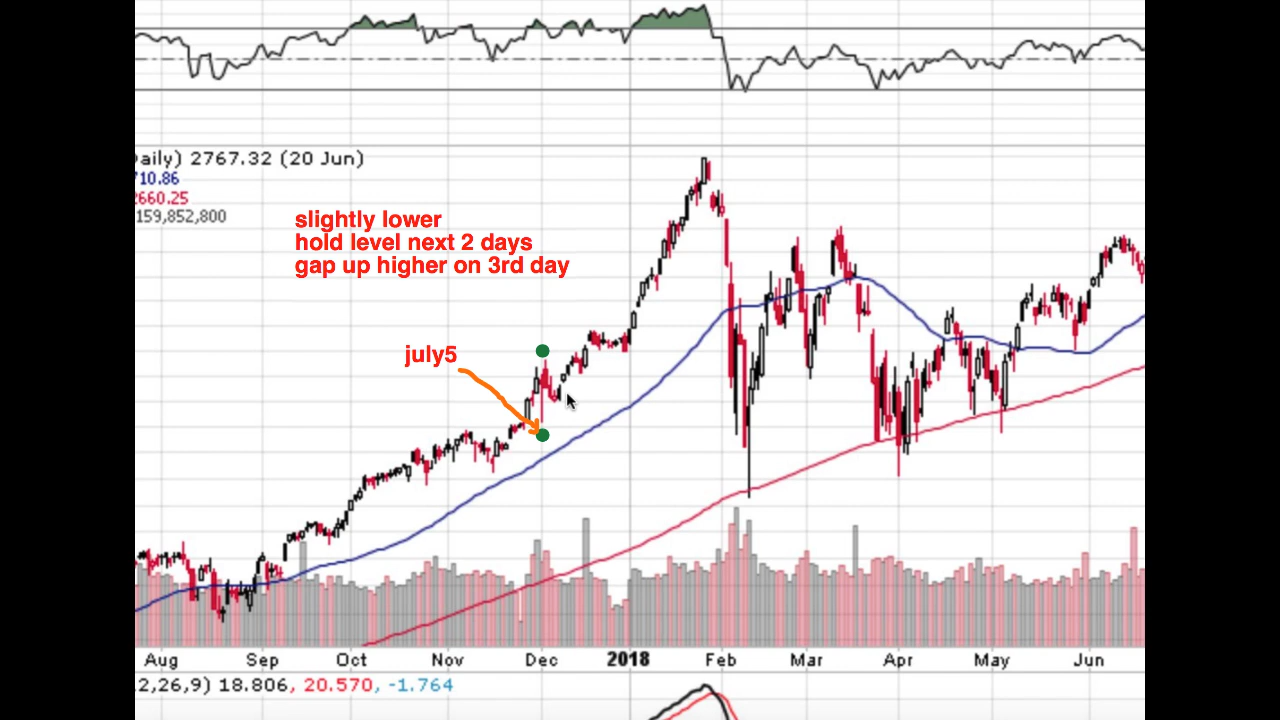 aily) 2767.32 (20 Jun)
710.86
2660.25
159,852,800
slightly lower
hold level next 2 days
gap up higher on 3rd day
july5
Aug Sep Oct Nov Dec 2018 Feb Mar Apr May Jun
2,26,9) 18.806, 20.570, -1.764